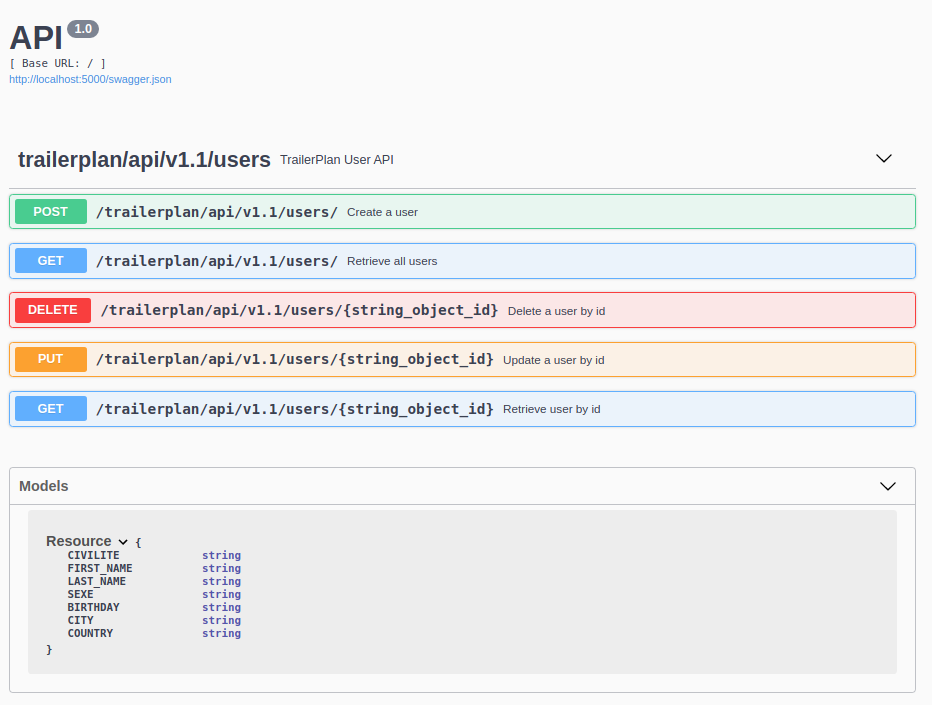 API 1.0
[ Base URL: / ]
http://localhost:5000/swagger.json
trailerplan/api/v1.1/users TrailerPlan User API
POST /trailerplan/api/v1.1/users/ Create a user
GET /trailerplan/api/v1.1/users/ Retrieve all users
DELETE /trailerplan/api/v1.1/users/{string_object_id} Delete a user by id
PUT /trailerplan/api/v1.1/users/{string_object_id} Update a user by id
GET /trailerplan/api/v1.1/users/{string_object_id} Retrieve user by id
Models
Resource {
CIVILITE string
FIRST_NAME string
LAST_NAME string
SEXE string
BIRTHDAY string
CITY string
COUNTRY string
}